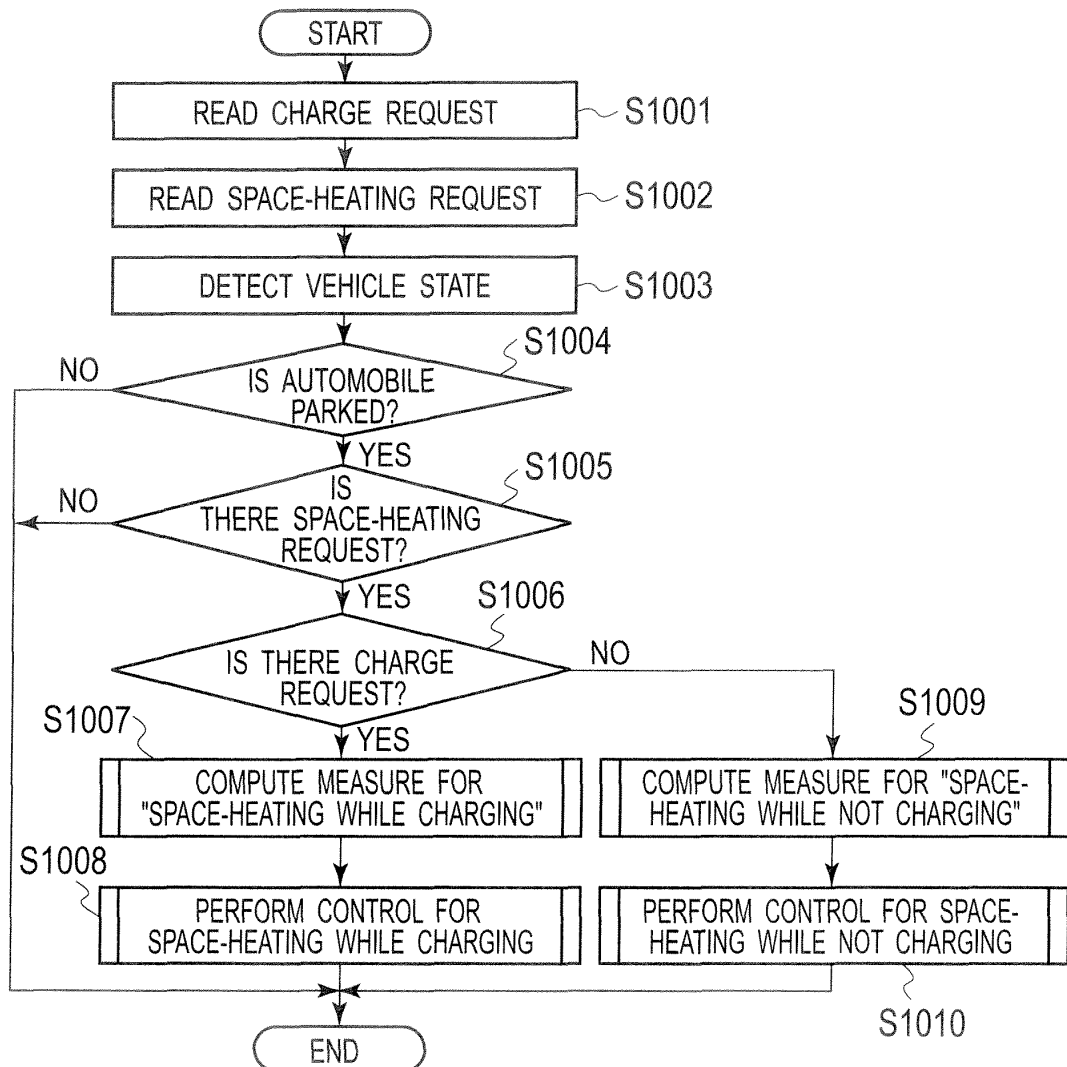 START
READ CHARGE REQUEST
S1001
READ SPACE-HEATING REQUEST
S1002
DETECT VEHICLE STATE
S1003
S1004
NO
IS AUTOMOBILE
PARKED?
YES
S1005
NO
IS
THERE SPACE-HEATING
REQUEST?
YES
S1006
IS THERE CHARGE
REQUEST?
NO
S1007
YES
S1009
COMPUTE MEASURE FOR
"SPACE-HEATING WHILE CHARGING"
COMPUTE MEASURE FOR "SPACE-
HEATING WHILE NOT CHARGING"
S1008
PERFORM CONTROL FOR
SPACE-HEATING WHILE CHARGING
PERFORM CONTROL FOR SPACE-
HEATING WHILE NOT CHARGING
S1010
END